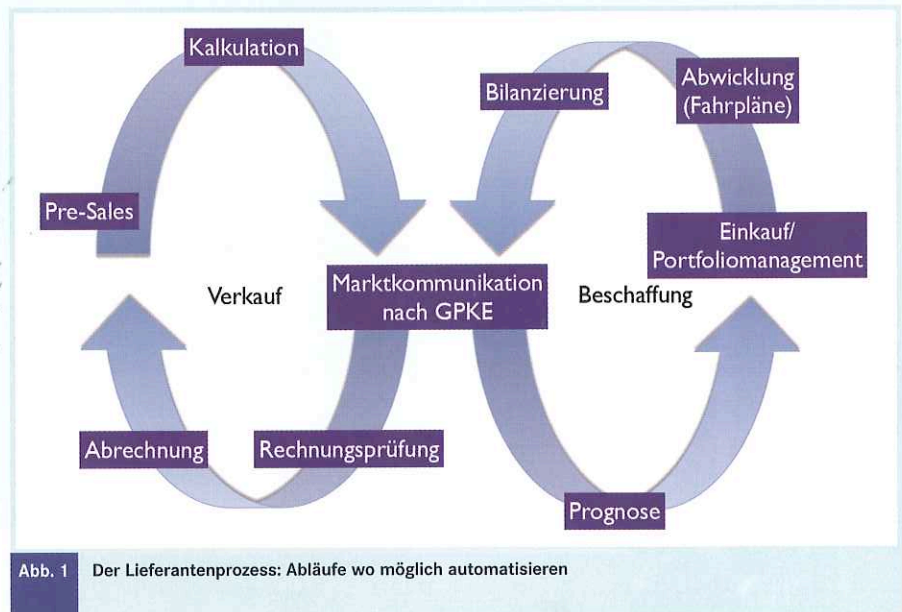 Kalkulation
Bilanzierung
Abwicklung
(Fahrpläne)
Pre-Sales
Einkauf/
Portfoliomanagement
Verkauf
Marktkommunikation
nach GPKE
Beschaffung
Abrechnung
Rechnungsprüfung
Prognose
Abb. 1 Der Lieferantenprozess: Abläufe wo möglich automatisieren